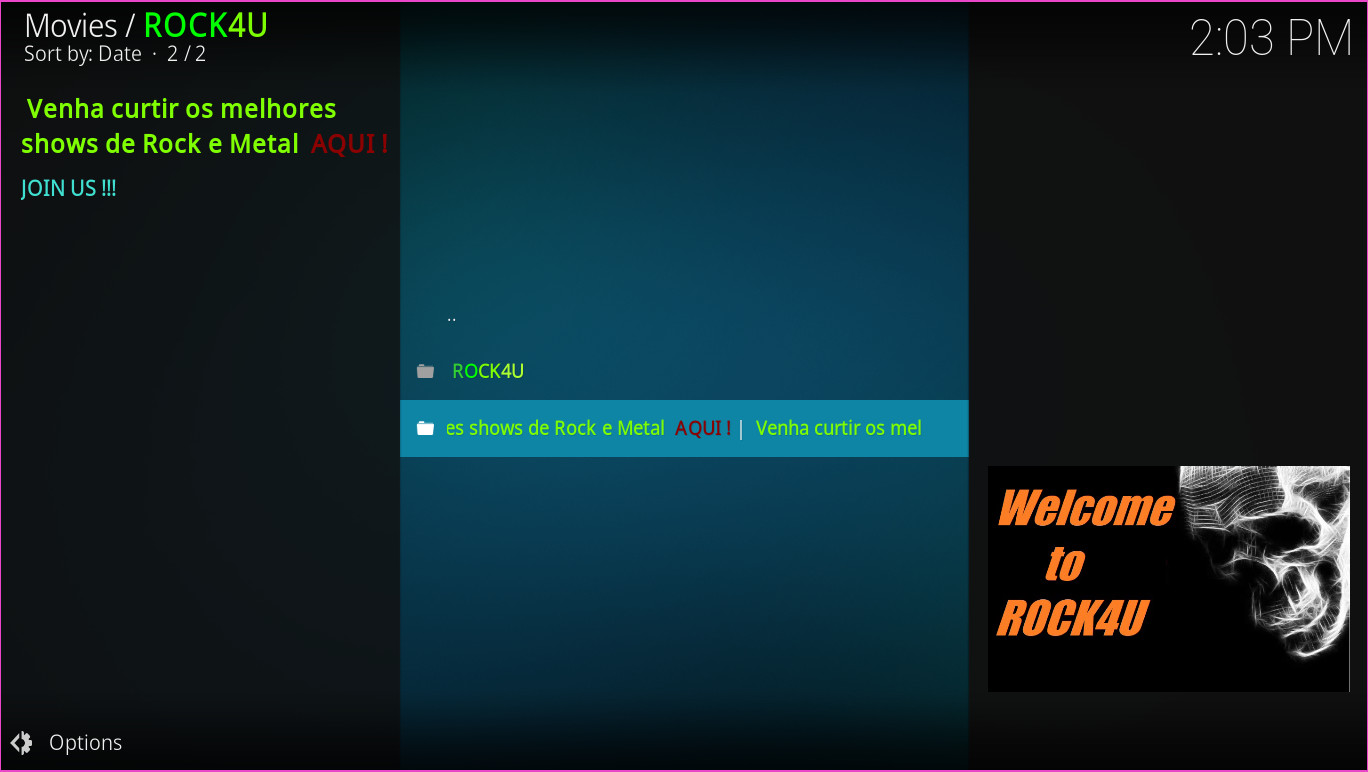 Movies / ROCK4U
Sort by: Date · 2 / 2
2:03 PM
Venha curtir os melhores
shows de Rock e Metal AQUI !
JOIN US !!!
..
ROCK4U
es shows de Rock e Metal AQUI ! | Venha curtir os mel
Welcome
to
ROCK4U
Options